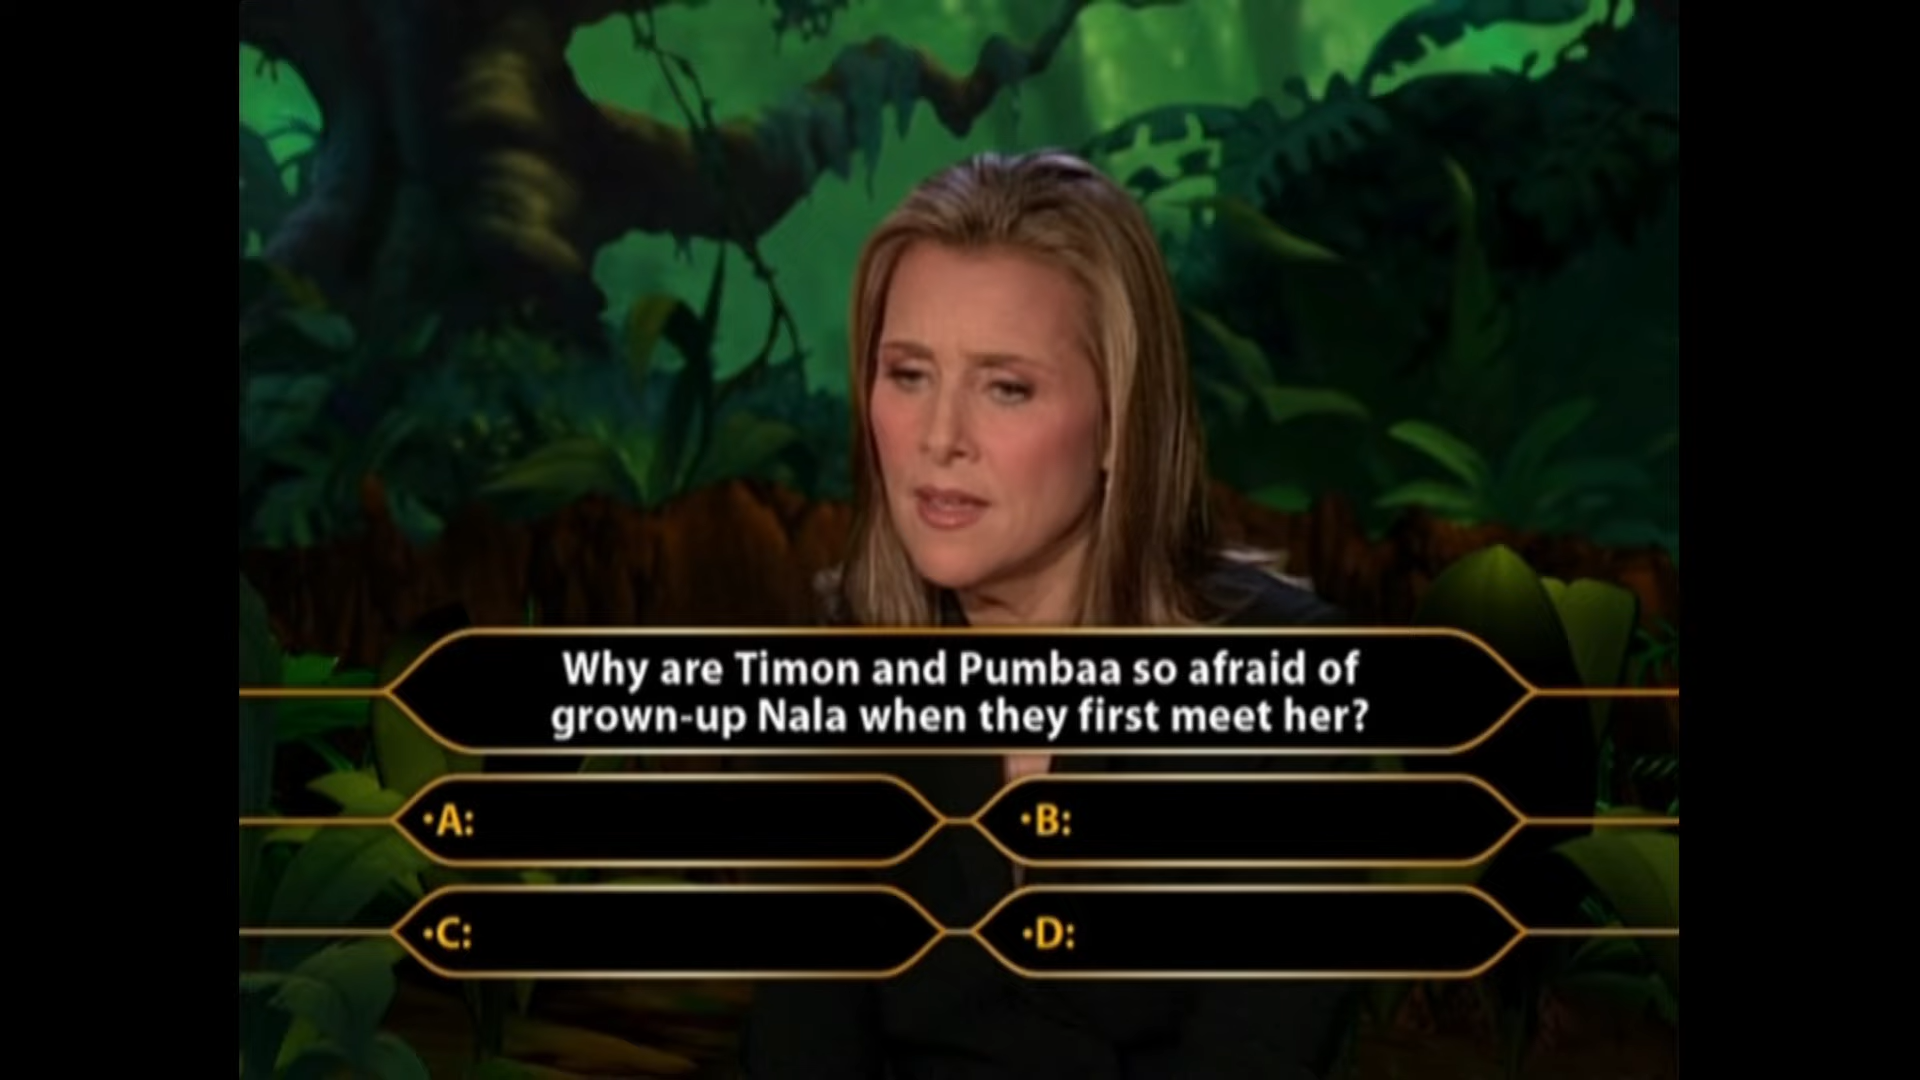 Why are Timon and Pumbaa so afraid of
grown-up Nala when they first meet her?
•A:
•B:
•C:
•D: